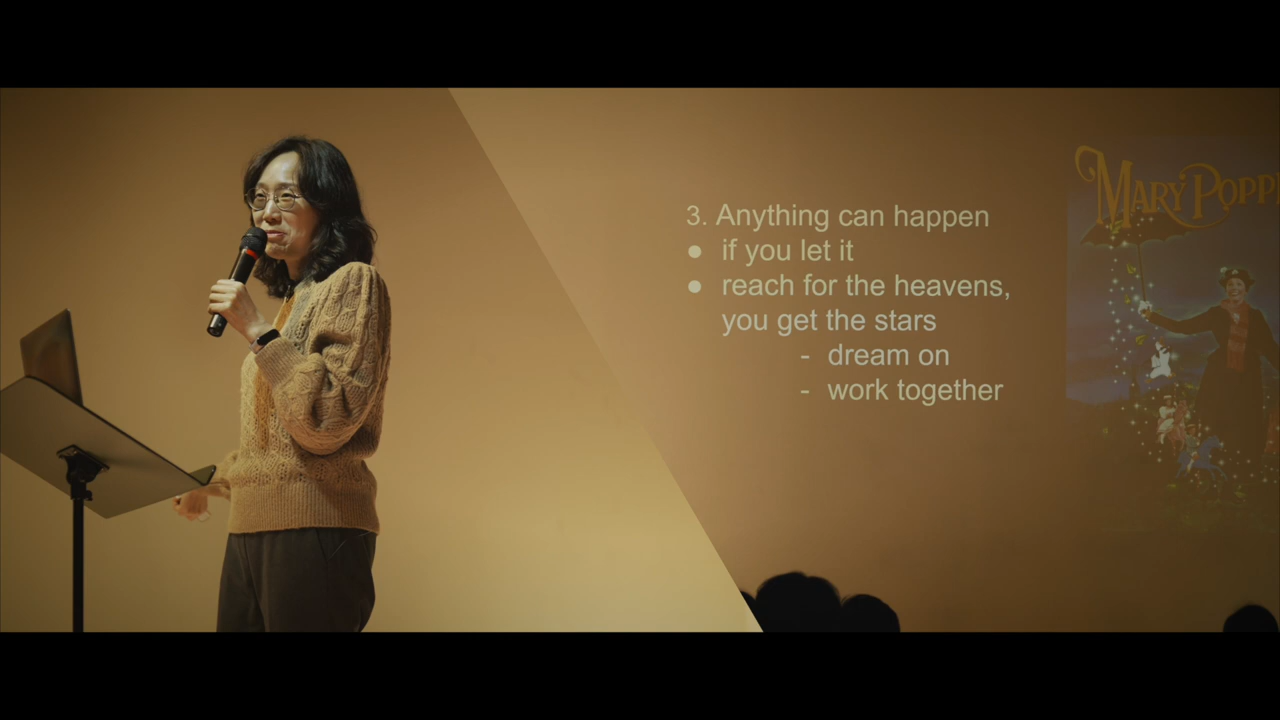 3. Anything can happen
● if you let it
● reach for the heavens,
you get the stars
- dream on
- work together
MARY POPP